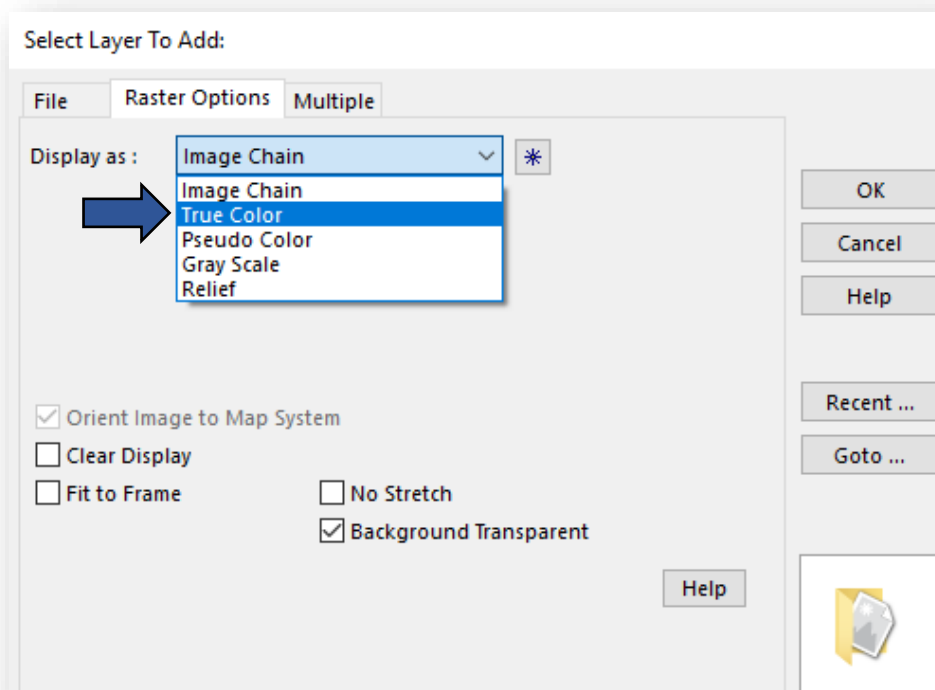 Select Layer To Add:
File Raster Options Multiple
Display as : Image Chain
Image Chain
True Color
Pseudo Color
Gray Scale
Relief
OK
Cancel
Help
Recent ...
Goto ...
Orient Image to Map System
Clear Display
Fit to Frame No Stretch
Background Transparent
Help